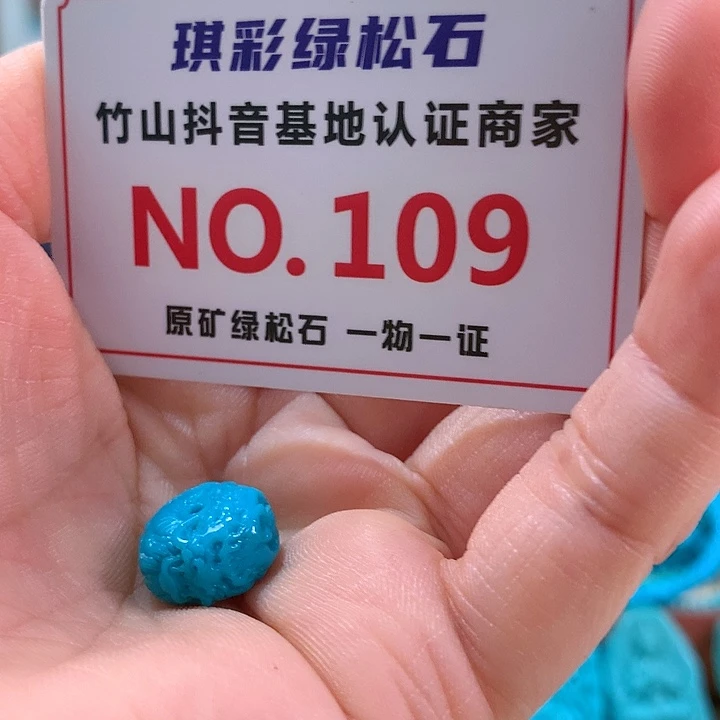 琪彩绿松石
竹山抖音基地认证商家
NO.109
原矿绿松石 一物一证